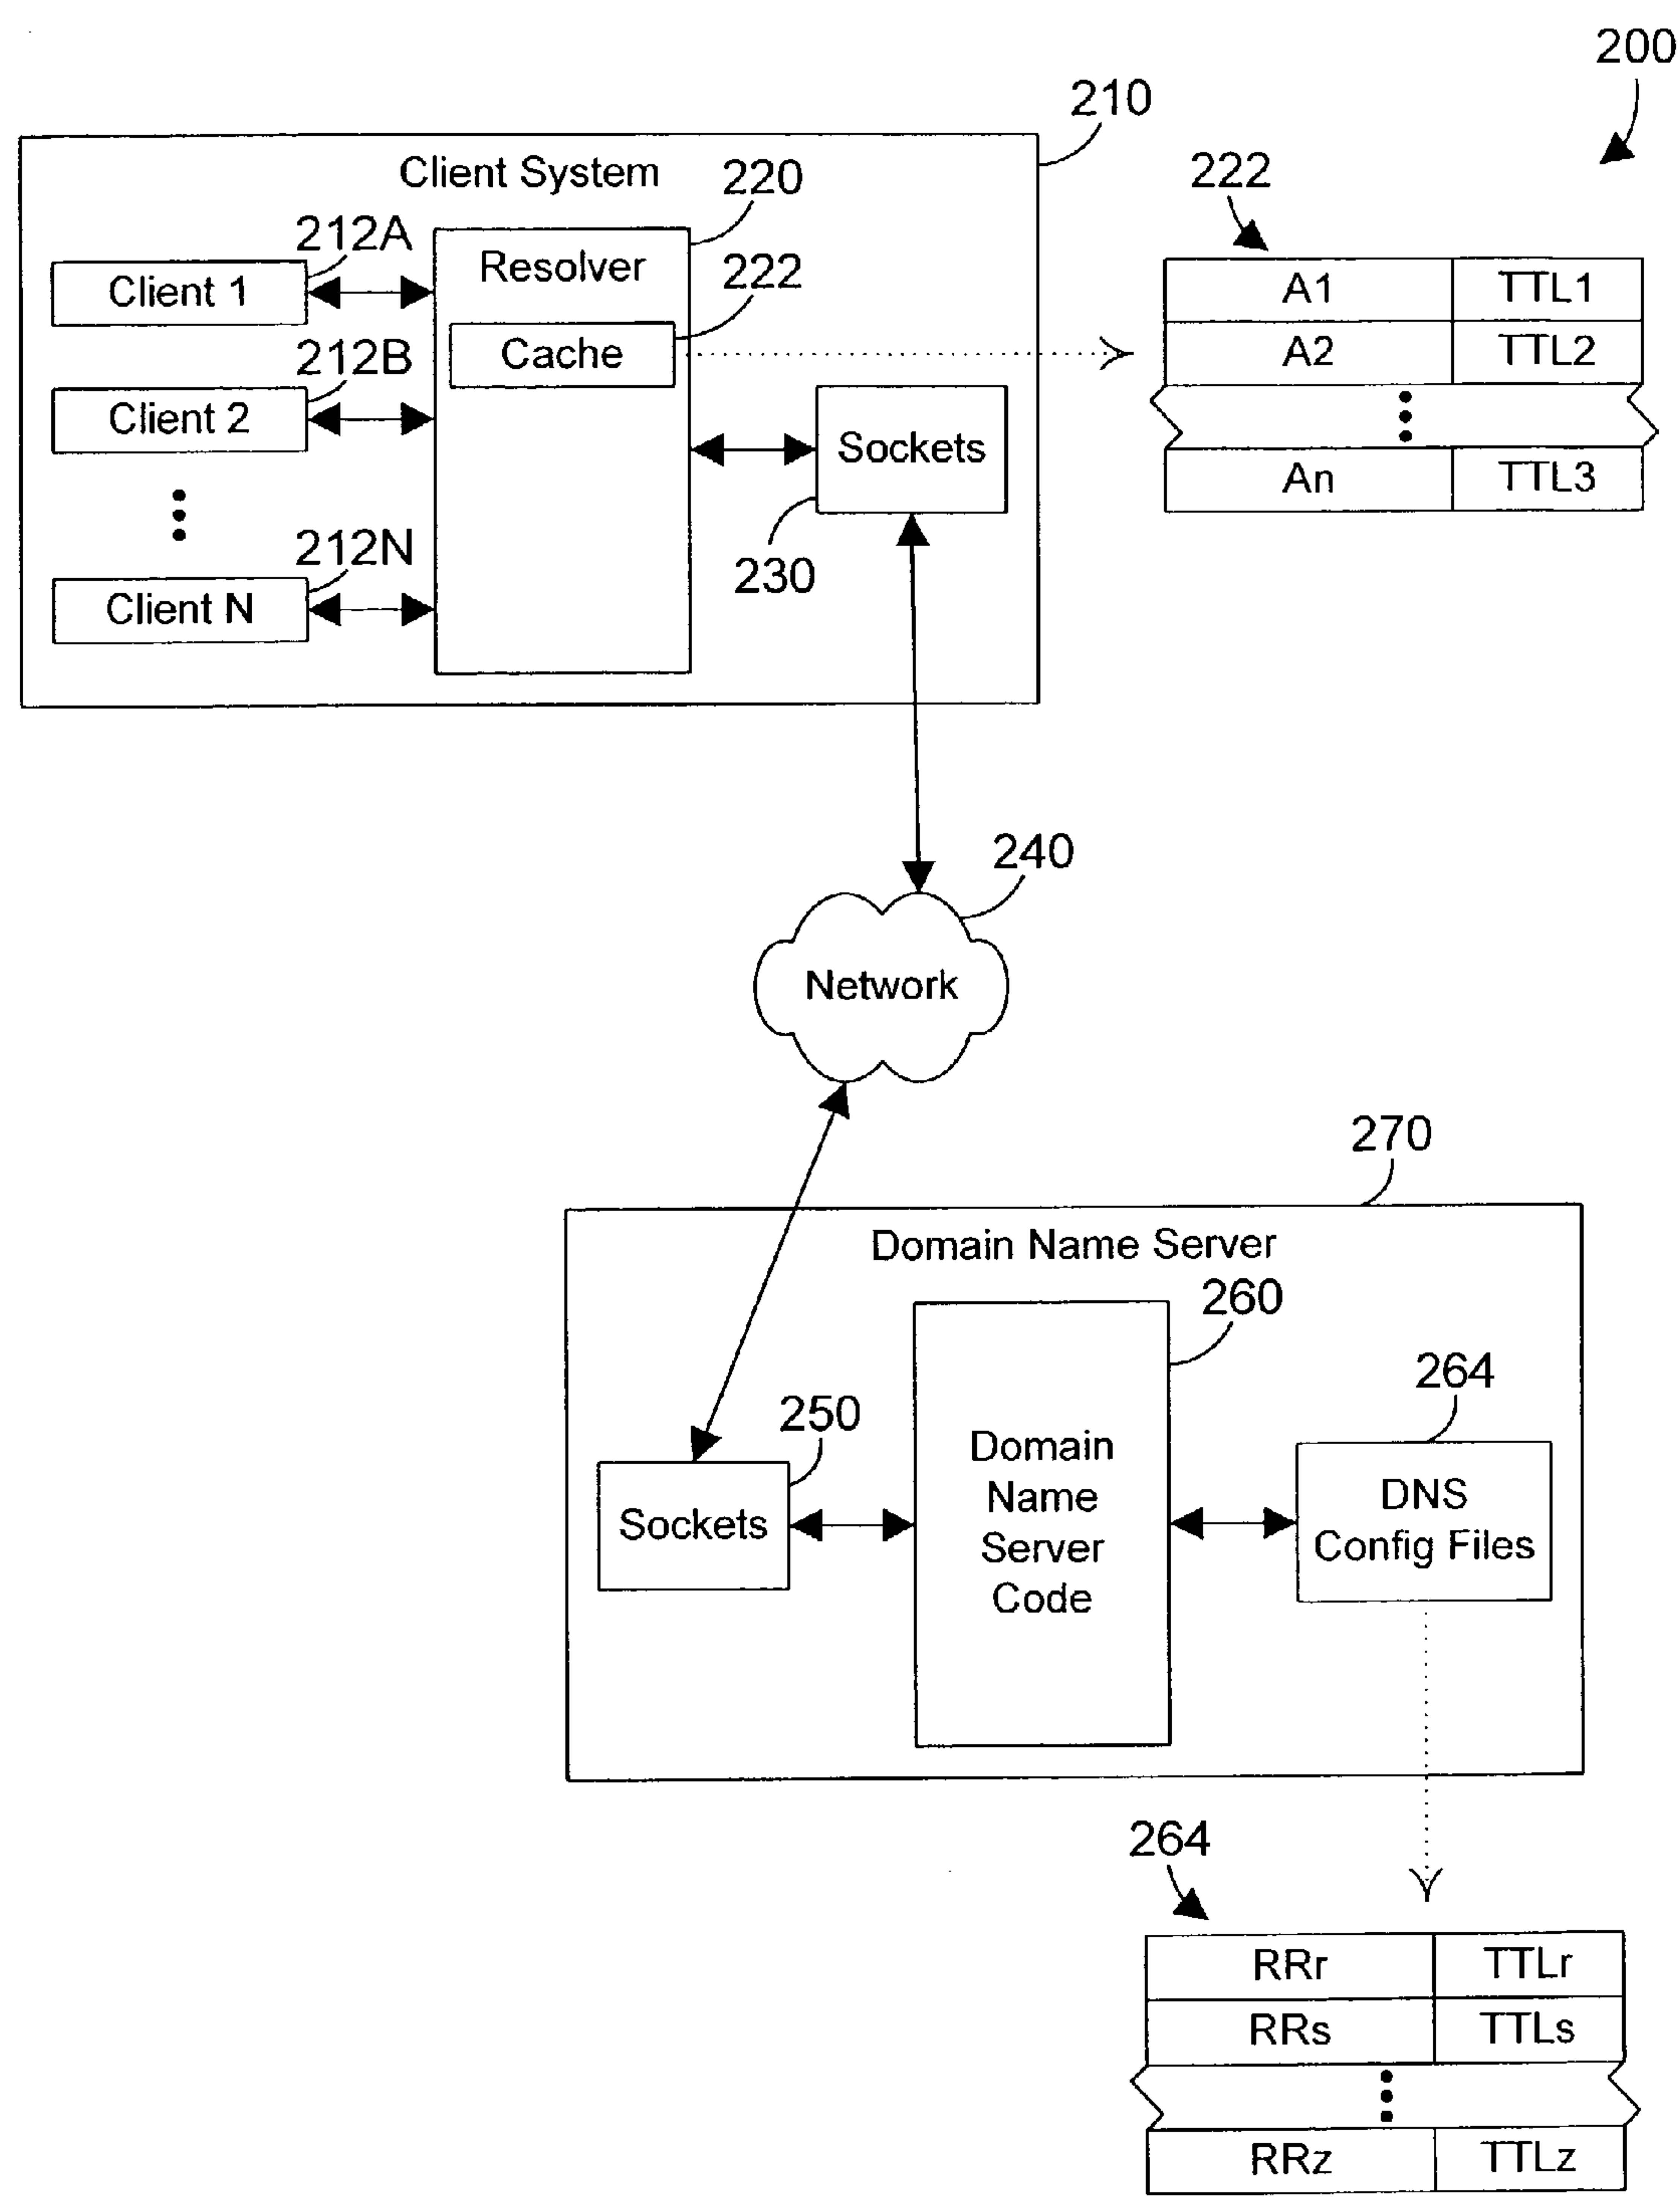 200
210
Client System
220
222
212A
Resolver
222
Client 1
A1 TTL1
Cache
A2 TTL2
212B
Client 2
Sockets
An TTL3
212N
230
Client N
240
Network
270
Domain Name Server
260
264
250
Domain
Name
Server
Code
DNS
Config Files
Sockets
264
RRr TTLr
RRs TTLs
RRz TTLz